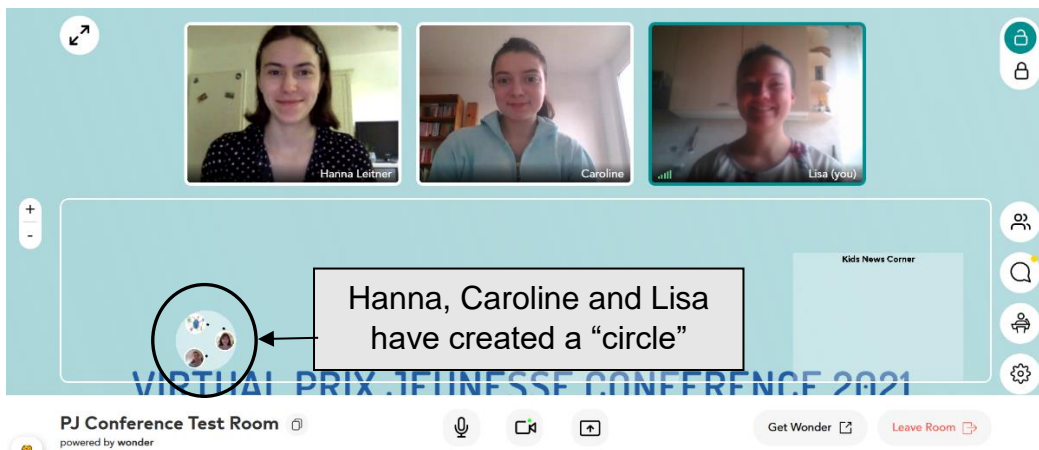 Hanna Leitner
Caroline
Lisa (you)
+
-
Kids News Corner
Hanna, Caroline and Lisa
have created a “circle”
VIRTUAL PRIX JEUNESSE CONFERENCE 2021
PJ Conference Test Room
powered by wonder
Get Wonder
Leave Room